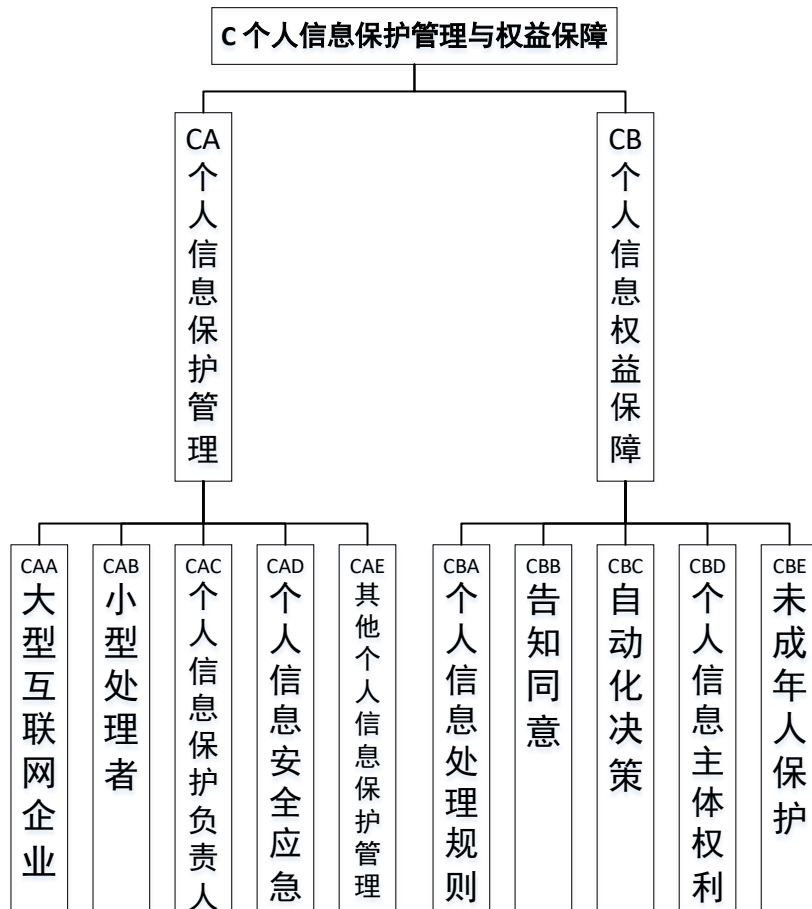 C 个人信息保护管理与权益保障
CA
个人信息保护管理
CB
个人信息权益保障
CAA
大型互联网企业
CAB
小型处理者
CAC
个人信息保护负责人
CAD
个人信息安全应急
CAE
其他个人信息保护管理
CBA
个人信息处理规则
CBB
告知同意
CBC
自动化决策
CBD
个人信息主体权利
CBE
未成年人保护